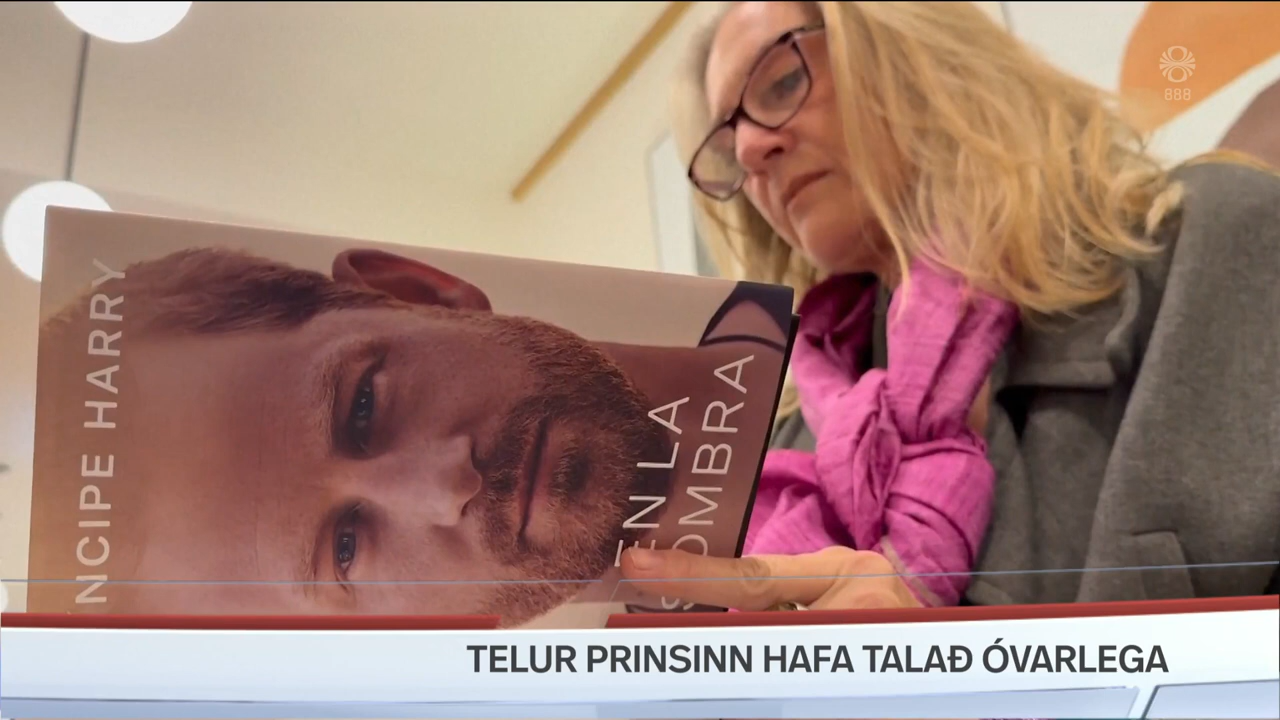 888
NCIPE HARRY
EN LA
SOMBRA
TELUR PRINSINN HAFA TALAÐ ÓVARLEGA